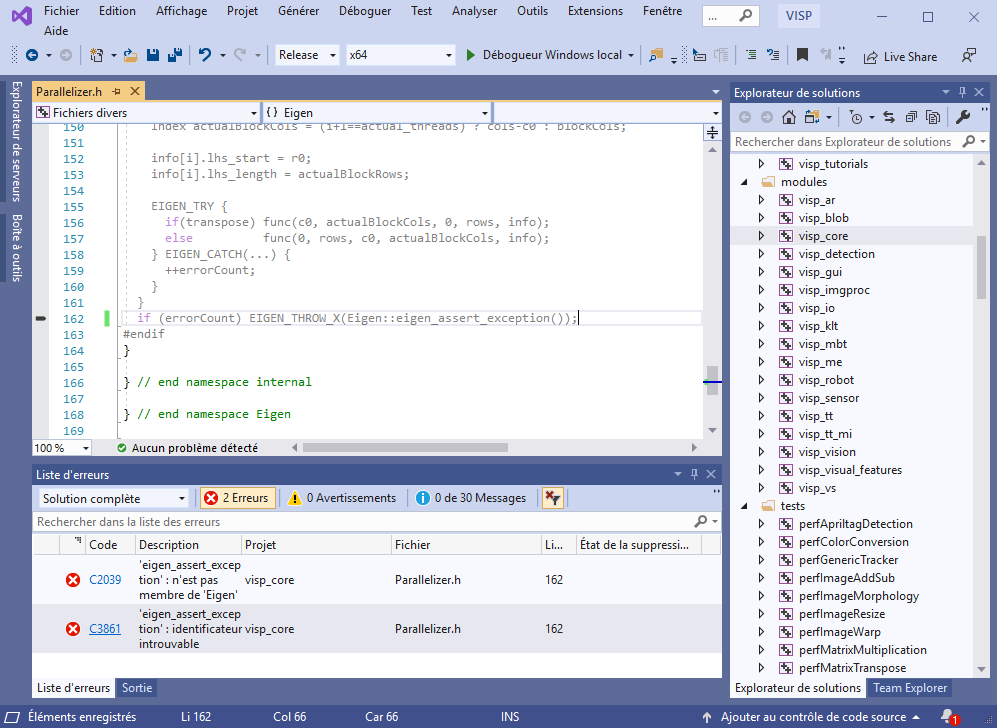 Fichier Edition Affichage Projet Générer Déboguer Test Analyser Outils Extensions Fenêtre ... VISP
Aide
Release x64 Débogueur Windows local Live Share
Explorateur de serveurs
Boîte à outils
Parallelizer.h
Fichiers divers {} Eigen
150 Index actualBlockCols = (i+1==actual_threads) ? cols-c0 : blockCols;
151
152 info[i].lhs_start = r0;
153 info[i].lhs_length = actualBlockRows;
154
155 EIGEN_TRY {
156 if(transpose) func(c0, actualBlockCols, 0, rows, info);
157 else func(0, rows, c0, actualBlockCols, info);
158 } EIGEN_CATCH(...) {
159 ++errorCount;
160 }
161 }
162 if (errorCount) EIGEN_THROW_X(Eigen::eigen_assert_exception());
163 #endif
164 }
165
166 } // end namespace internal
167
168 } // end namespace Eigen
169
100 % Aucun problème détecté
Liste d'erreurs
Solution complète 2 Erreurs 0 Avertissements 0 de 30 Messages
Rechercher dans la liste des erreurs
Code Description Projet Fichier Li... État de la suppressi...
C2039 'eigen_assert_excep
tion' : n'est pas visp_core Parallelizer.h 162
membre de 'Eigen'
C3861 'eigen_assert_excep
tion' : identificateur visp_core Parallelizer.h 162
introuvable
Liste d'erreurs Sortie
Explorateur de solutions
Rechercher dans Explorateur de solutions
visp_tutorials
modules
visp_ar
visp_blob
visp_core
visp_detection
visp_gui
visp_imgproc
visp_io
visp_klt
visp_mbt
visp_me
visp_robot
visp_sensor
visp_tt
visp_tt_mi
visp_vision
visp_visual_features
visp_vs
tests
perfApriltagDetection
perfColorConversion
perfGenericTracker
perfImageAddSub
perfImageMorphology
perfImageResize
perfImageWarp
perfMatrixMultiplication
perfMatrixTranspose
Explorateur de solutions Team Explorer
Éléments enregistrés Li 162 Col 66 Car 66 INS Ajouter au contrôle de code source 1